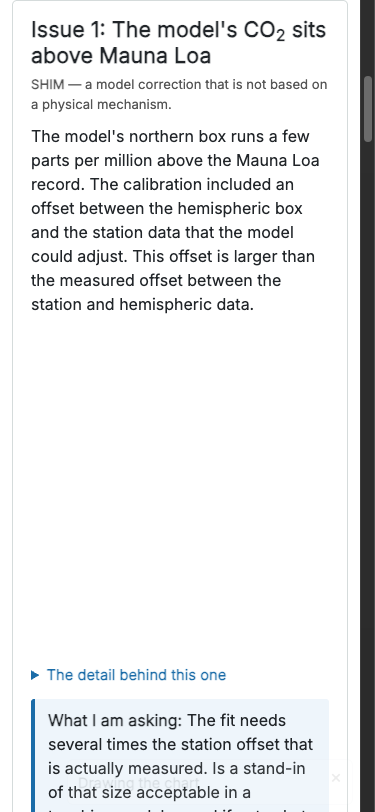 Issue 1: The model's CO₂ sits
above Mauna Loa
SHIM — a model correction that is not based on
a physical mechanism.
The model's northern box runs a few
parts per million above the Mauna Loa
record. The calibration included an
offset between the hemispheric box
and the station data that the model
could adjust. This offset is larger than
the measured offset between the
station and hemispheric data.
▶ The detail behind this one
What I am asking: The fit needs
several times the station offset that
is actually measured. Is a stand-in
Drawing the chart
×
of that size acceptable in a